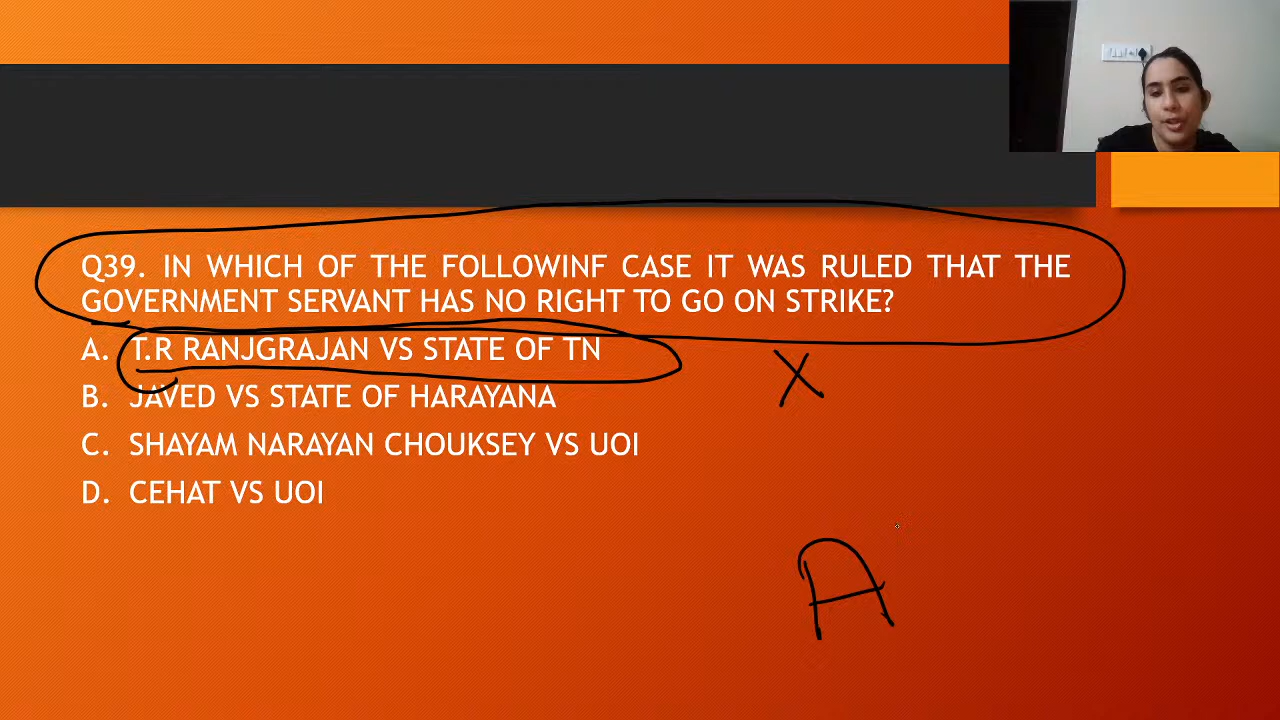 Q39. IN WHICH OF THE FOLLOWINF CASE IT WAS RULED THAT THE
GOVERNMENT SERVANT HAS NO RIGHT TO GO ON STRIKE?
A. T.R RANJGRAJAN VS STATE OF TN
B. JAVED VS STATE OF HARAYANA
C. SHAYAM NARAYAN CHOUKSEY VS UOI
D. CEHAT VS UOI
X
A